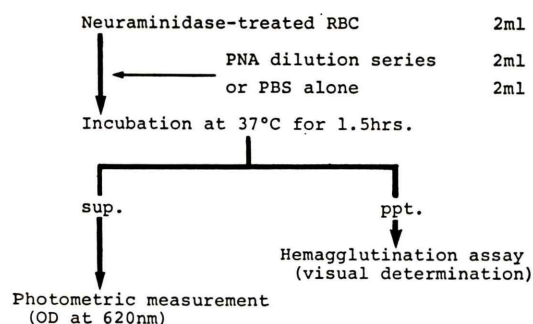 Neuraminidase-treated RBC 2ml
PNA dilution series 2ml
or PBS alone 2ml
Incubation at 37°C for 1.5hrs.
sup. ppt.
Hemagglutination assay
(visual determination)
Photometric measurement
(OD at 620nm)